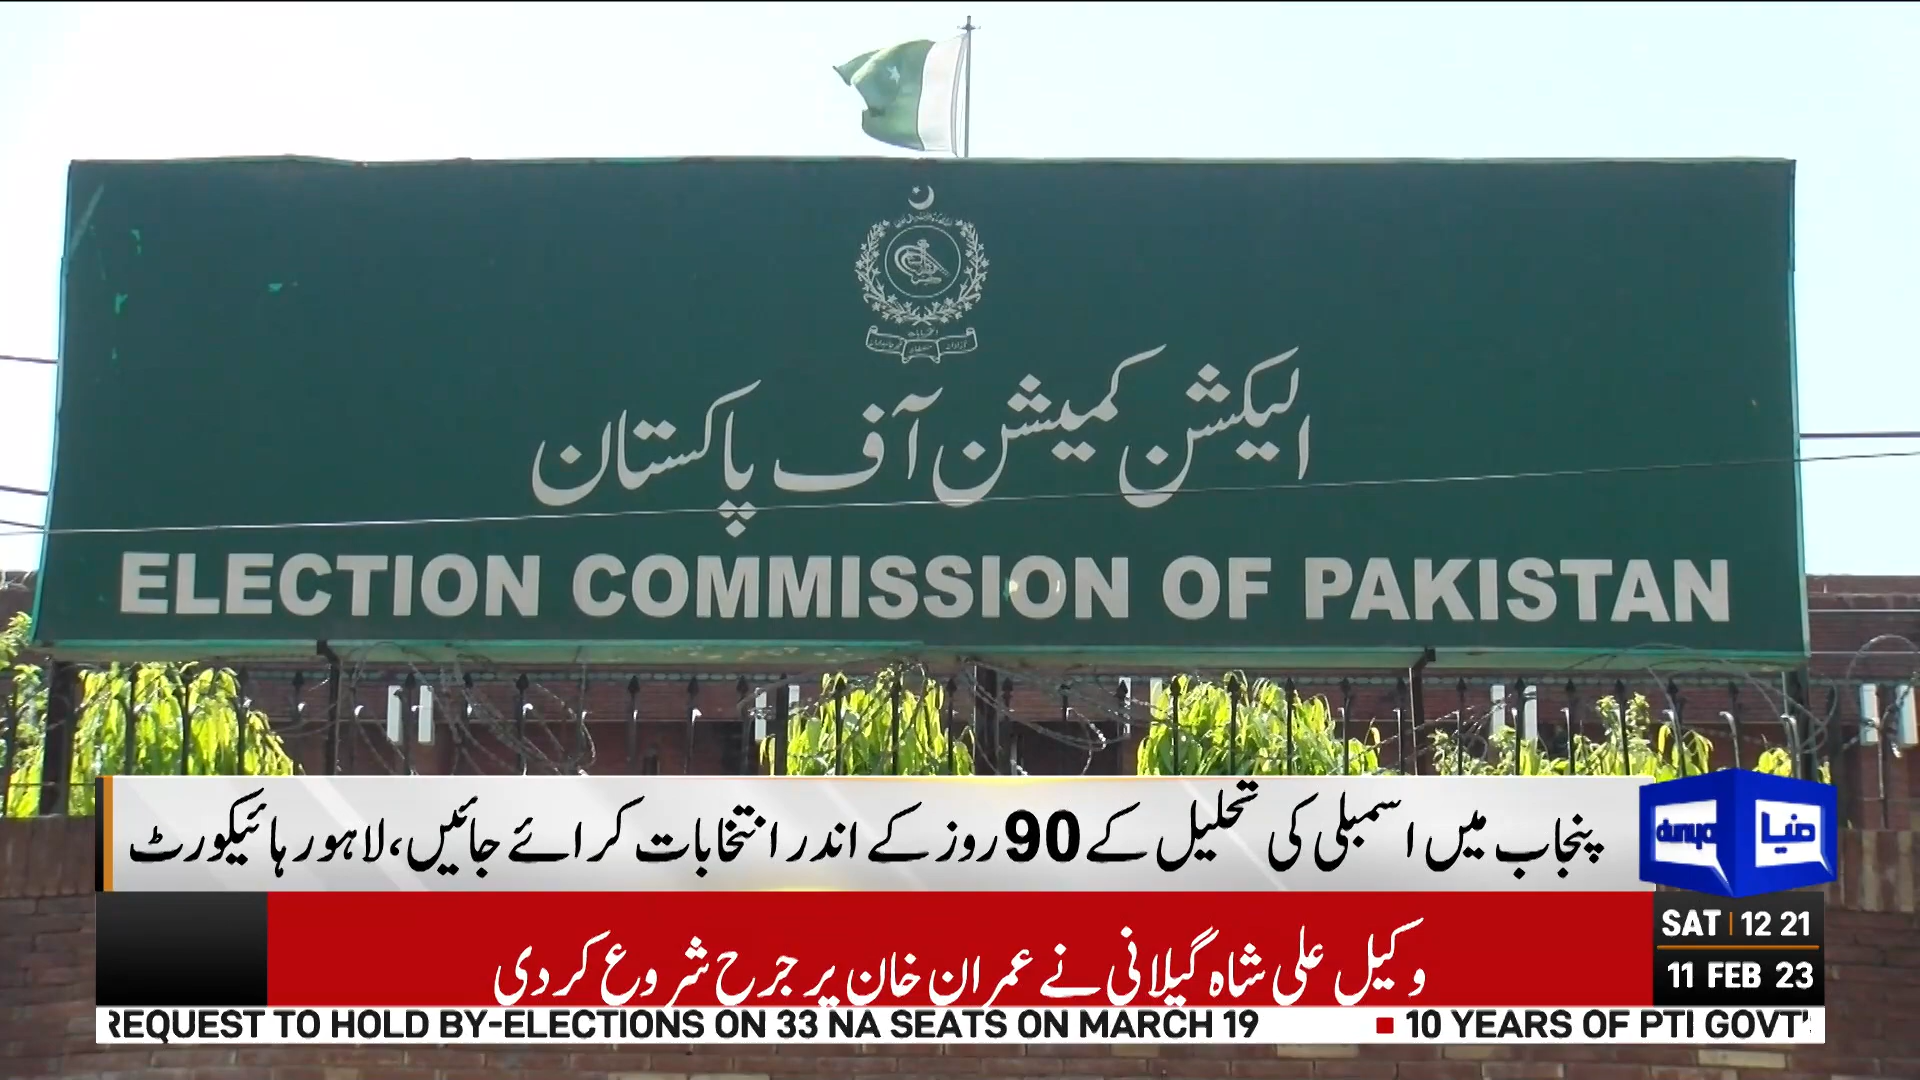 الیکشن کمیشن آف پاکستان
ELECTION COMMISSION OF PAKISTAN
پنجاب میں اسمبلی کی تحلیل کے 90 روز کے اندر انتخابات کرائے جائیں، لاہور ہائیکورٹ
dunya دنیا
وکیل علی شاہ گیلانی نے عمران خان پر جرح شروع کر دی
SAT 12 21
11 FEB 23
REQUEST TO HOLD BY-ELECTIONS ON 33 NA SEATS ON MARCH 19 ■ 10 YEARS OF PTI GOVT'